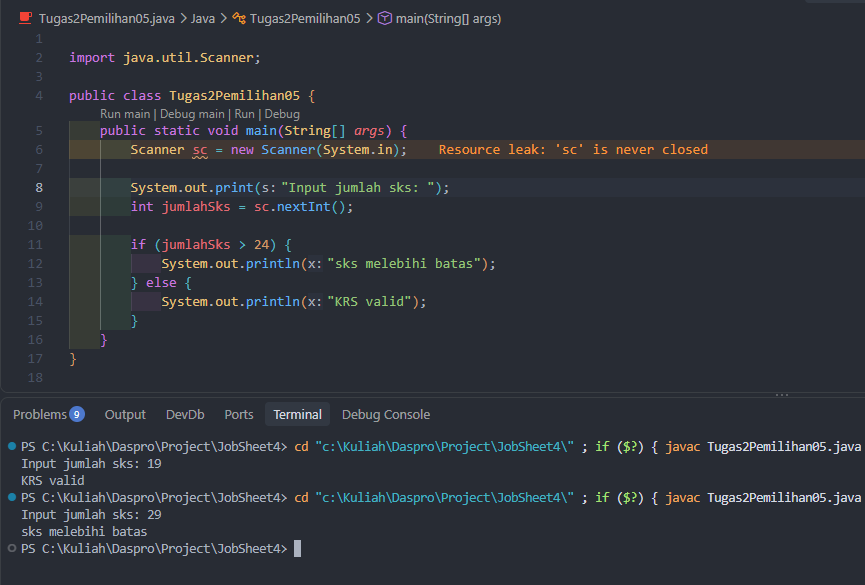 Tugas2Pemilihan05.java > Java > Tugas2Pemilihan05 > main(String[] args)
1
2 import java.util.Scanner;
3
4 public class Tugas2Pemilihan05 {
Run main | Debug main | Run | Debug
5 public static void main(String[] args) {
6 Scanner sc = new Scanner(System.in); Resource leak: 'sc' is never closed
7
8 System.out.print(s: "Input jumlah sks: ");
9 int jumlahSks = sc.nextInt();
10
11 if (jumlahSks > 24) {
12 System.out.println(x: "sks melebihi batas");
13 } else {
14 System.out.println(x: "KRS valid");
15 }
16 }
17 }
18
Problems 9 Output DevDb Ports Terminal Debug Console
PS C:\Kuliah\Daspro\Project\JobSheet4> cd "c:\Kuliah\Daspro\Project\JobSheet4\" ; if ($?) { javac Tugas2Pemilihan05.java
Input jumlah sks: 19
KRS valid
PS C:\Kuliah\Daspro\Project\JobSheet4> cd "c:\Kuliah\Daspro\Project\JobSheet4\" ; if ($?) { javac Tugas2Pemilihan05.java
Input jumlah sks: 29
sks melebihi batas
PS C:\Kuliah\Daspro\Project\JobSheet4>